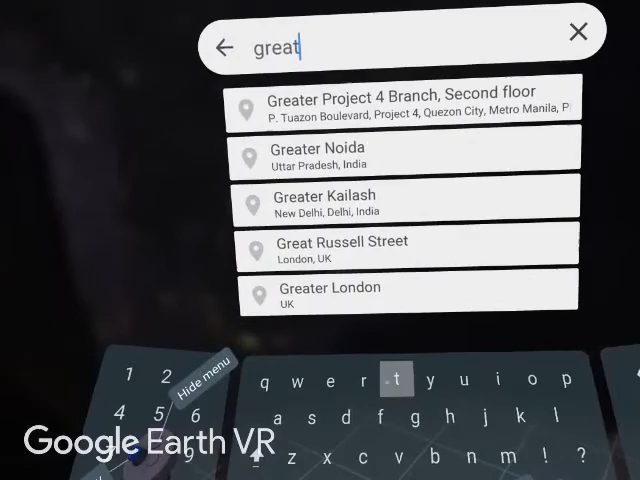 great
Greater Project 4 Branch, Second floor
P. Tuazon Boulevard, Project 4, Quezon City, Metro Manila, P
Greater Noida
Uttar Pradesh, India
Greater Kailash
New Delhi, Delhi, India
Great Russell Street
London, UK
Greater London
UK
Hide menu
1 2
4 5 6
9
q w e r t y u i o p
a s d f g h j k l
z x c v b n m ! ?
Google Earth VR